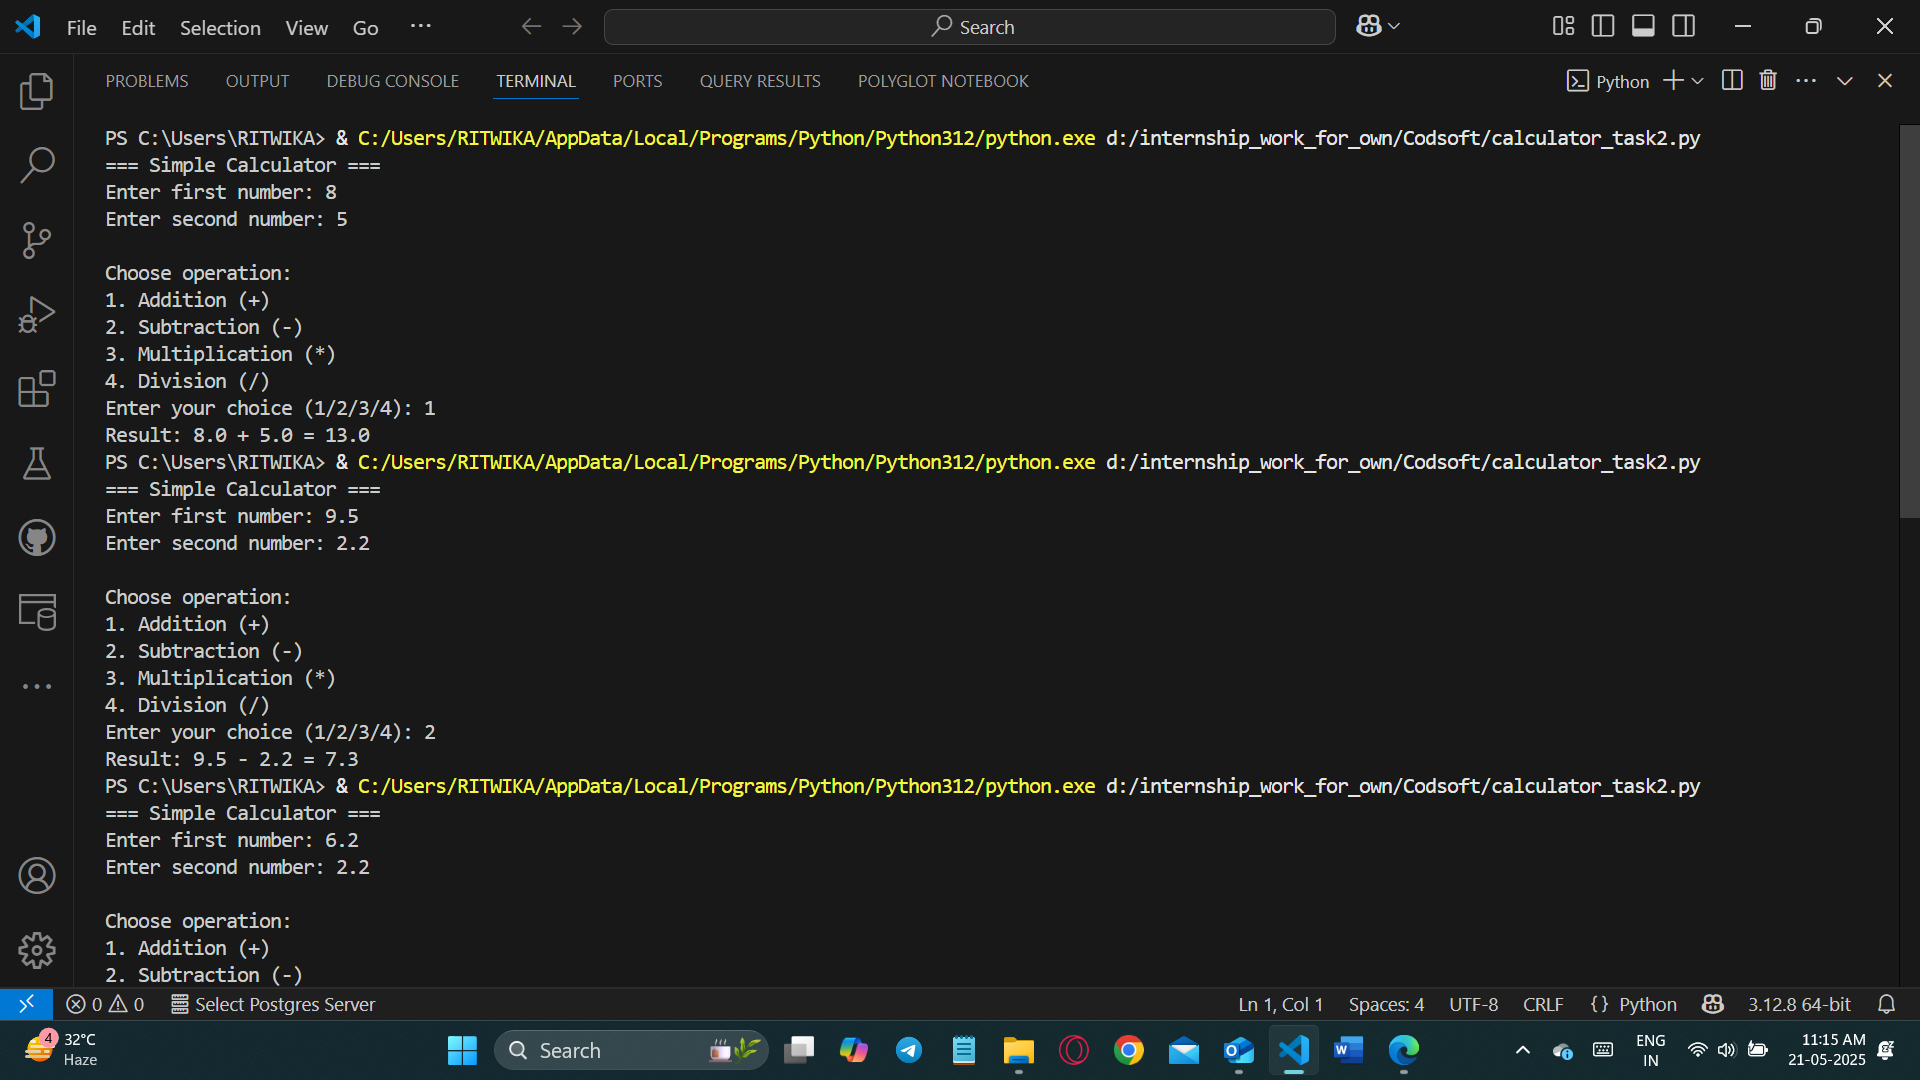 File Edit Selection View Go ··· Search
PROBLEMS OUTPUT DEBUG CONSOLE TERMINAL PORTS QUERY RESULTS POLYGLOT NOTEBOOK Python
PS C:\Users\RITWIKA> & C:/Users/RITWIKA/AppData/Local/Programs/Python/Python312/python.exe d:/internship_work_for_own/Codsoft/calculator_task2.py
=== Simple Calculator ===
Enter first number: 8
Enter second number: 5
Choose operation:
1. Addition (+)
2. Subtraction (-)
3. Multiplication (*)
4. Division (/)
Enter your choice (1/2/3/4): 1
Result: 8.0 + 5.0 = 13.0
PS C:\Users\RITWIKA> & C:/Users/RITWIKA/AppData/Local/Programs/Python/Python312/python.exe d:/internship_work_for_own/Codsoft/calculator_task2.py
=== Simple Calculator ===
Enter first number: 9.5
Enter second number: 2.2
Choose operation:
1. Addition (+)
2. Subtraction (-)
3. Multiplication (*)
4. Division (/)
Enter your choice (1/2/3/4): 2
Result: 9.5 - 2.2 = 7.3
PS C:\Users\RITWIKA> & C:/Users/RITWIKA/AppData/Local/Programs/Python/Python312/python.exe d:/internship_work_for_own/Codsoft/calculator_task2.py
=== Simple Calculator ===
Enter first number: 6.2
Enter second number: 2.2
Choose operation:
1. Addition (+)
2. Subtraction (-)
0 0 Select Postgres Server Ln 1, Col 1 Spaces: 4 UTF-8 CRLF {} Python 3.12.8 64-bit
4 32°C Search ENG 11:15 AM
Haze IN 21-05-2025